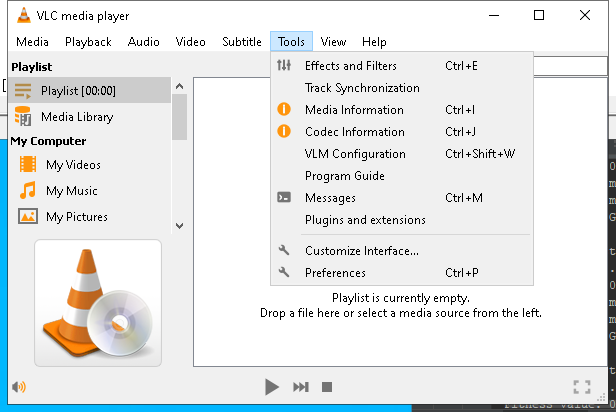 VLC media player
Media Playback Audio Video Subtitle Tools View Help
Playlist
Playlist [00:00]
Media Library
My Computer
My Videos
My Music
My Pictures
Effects and Filters Ctrl+E
Track Synchronization
Media Information Ctrl+I
Codec Information Ctrl+J
VLM Configuration Ctrl+Shift+W
Program Guide
Messages Ctrl+M
Plugins and extensions
Customize Interface...
Preferences Ctrl+P
Playlist is currently empty.
Drop a file here or select a media source from the left.